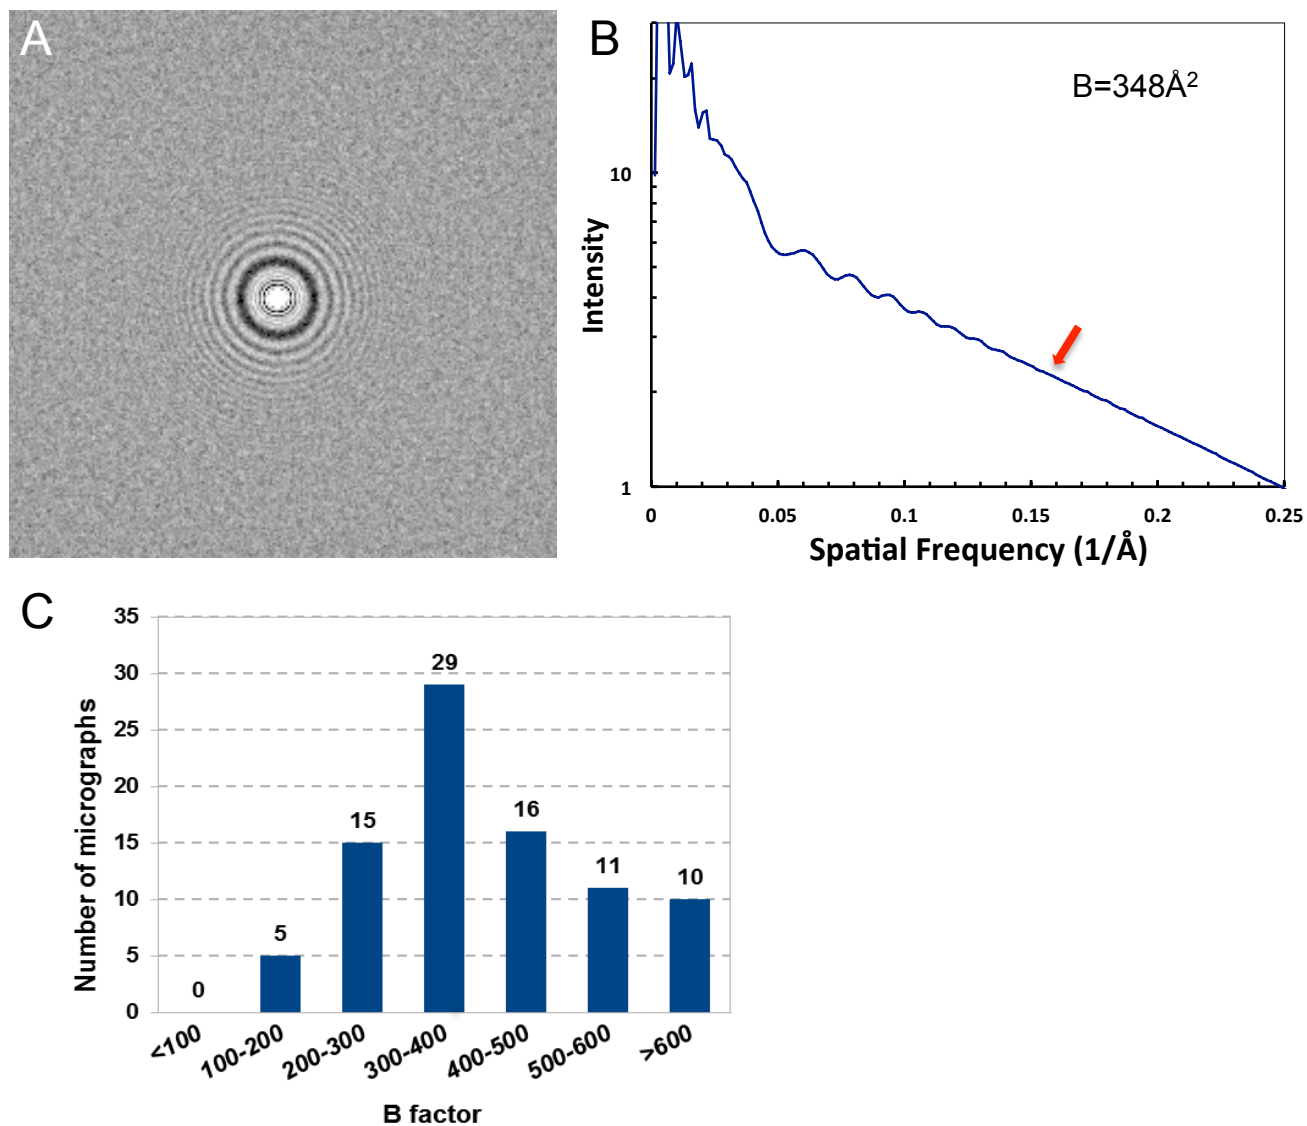 A
B
B=348Å²
10
1
Intensity
0 0.05 0.1 0.15 0.2 0.25
Spatial Frequency (1/Å)
C
35
30
25
20
15
10
5
0
Number of micrographs
0 5 15 29 16 11 10
<100 100-200 200-300 300-400 400-500 500-600 >600
B factor